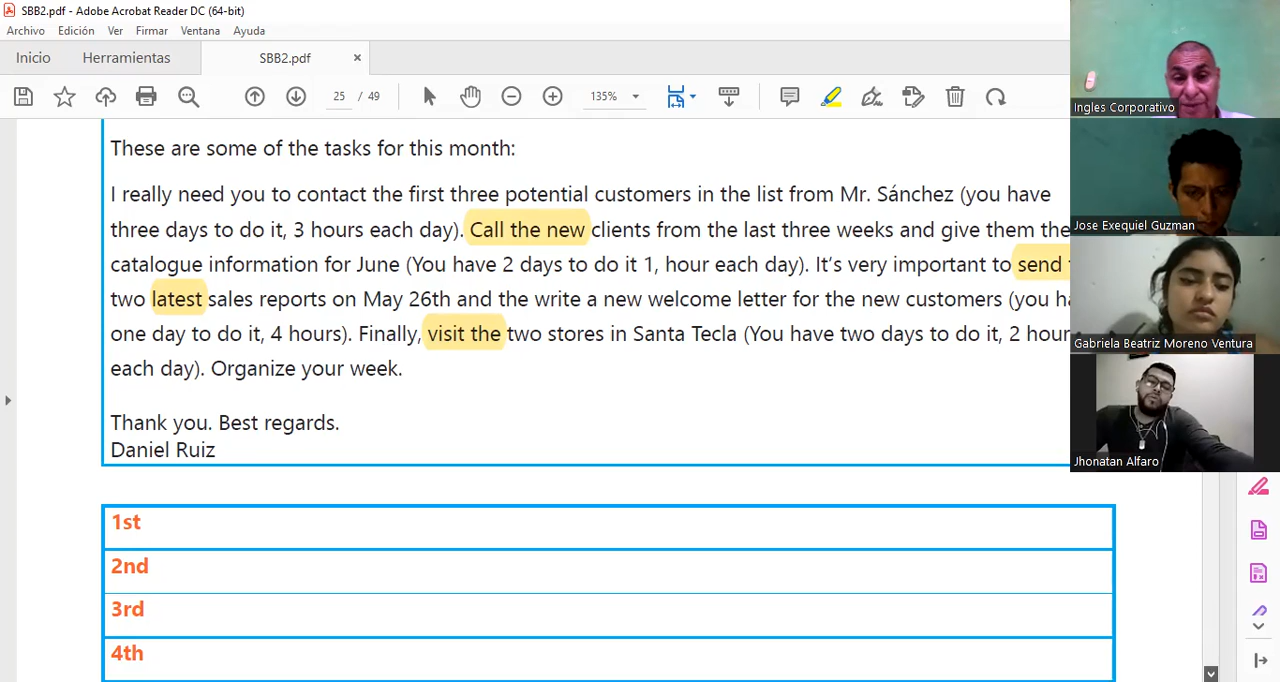 SBB2.pdf - Adobe Acrobat Reader DC (64-bit)
Archivo Edición Ver Firmar Ventana Ayuda
Inicio Herramientas SBB2.pdf ×
25 / 49 135%
These are some of the tasks for this month:
I really need you to contact the first three potential customers in the list from Mr. Sánchez (you have
three days to do it, 3 hours each day). Call the new clients from the last three weeks and give them the
catalogue information for June (You have 2 days to do it 1, hour each day). It's very important to send
two latest sales reports on May 26th and the write a new welcome letter for the new customers (you
one day to do it, 4 hours). Finally, visit the two stores in Santa Tecla (You have two days to do it, 2 hour
each day). Organize your week.
Thank you. Best regards.
Daniel Ruiz
1st
2nd
3rd
4th
Ingles Corporativo
Jose Exequiel Guzman
Gabriela Beatriz Moreno Ventura
Jhonatan Alfaro